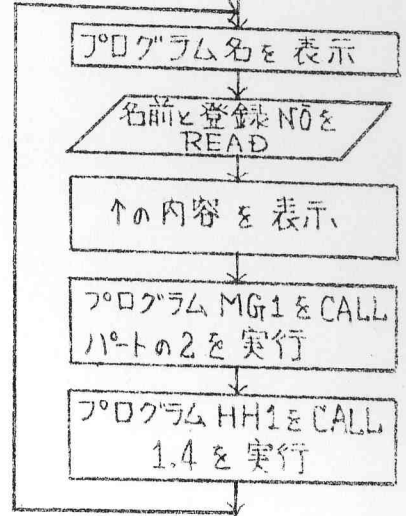 プログラム名を表示
名前と登録NOを
READ
↑の内容を表示、
プログラムMG1をCALL
パートの2を実行
プログラムHH1をCALL
1.4を実行